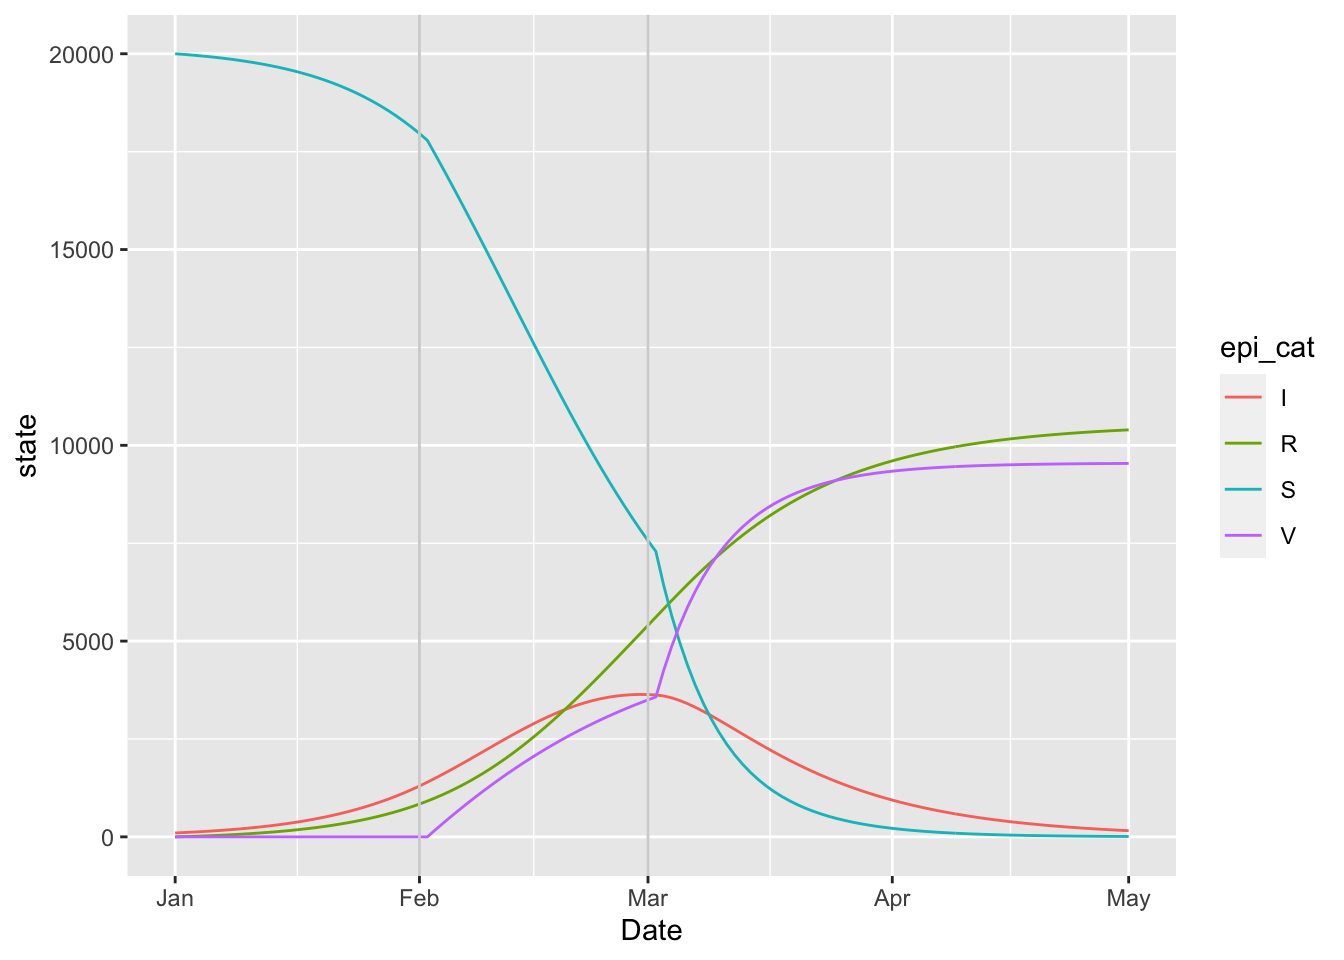 20000
15000
10000
5000
0
state
Jan Feb Mar Apr May
Date
epi_cat
I
R
S
V